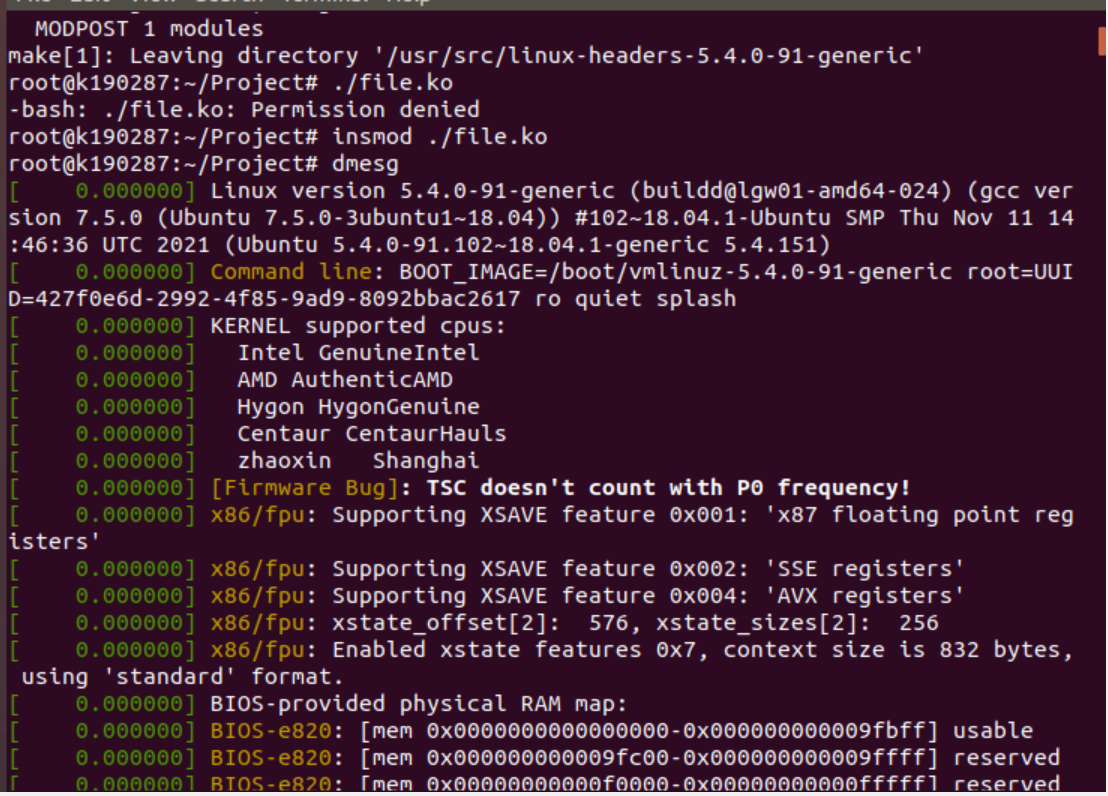 MODPOST 1 modules
make[1]: Leaving directory '/usr/src/linux-headers-5.4.0-91-generic'
root@k190287:~/Project# ./file.ko
-bash: ./file.ko: Permission denied
root@k190287:~/Project# insmod ./file.ko
root@k190287:~/Project# dmesg
[    0.000000] Linux version 5.4.0-91-generic (buildd@lgw01-amd64-024) (gcc ver
sion 7.5.0 (Ubuntu 7.5.0-3ubuntu1~18.04)) #102~18.04.1-Ubuntu SMP Thu Nov 11 14
:46:36 UTC 2021 (Ubuntu 5.4.0-91.102~18.04.1-generic 5.4.151)
[    0.000000] Command line: BOOT_IMAGE=/boot/vmlinuz-5.4.0-91-generic root=UUI
D=427f0e6d-2992-4f85-9ad9-8092bbac2617 ro quiet splash
[    0.000000] KERNEL supported cpus:
[    0.000000]   Intel GenuineIntel
[    0.000000]   AMD AuthenticAMD
[    0.000000]   Hygon HygonGenuine
[    0.000000]   Centaur CentaurHauls
[    0.000000]   zhaoxin   Shanghai
[    0.000000] [Firmware Bug]: TSC doesn't count with P0 frequency!
[    0.000000] x86/fpu: Supporting XSAVE feature 0x001: 'x87 floating point reg
isters'
[    0.000000] x86/fpu: Supporting XSAVE feature 0x002: 'SSE registers'
[    0.000000] x86/fpu: Supporting XSAVE feature 0x004: 'AVX registers'
[    0.000000] x86/fpu: xstate_offset[2]:  576, xstate_sizes[2]:  256
[    0.000000] x86/fpu: Enabled xstate features 0x7, context size is 832 bytes,
 using 'standard' format.
[    0.000000] BIOS-provided physical RAM map:
[    0.000000] BIOS-e820: [mem 0x0000000000000000-0x000000000009fbff] usable
[    0.000000] BIOS-e820: [mem 0x000000000009fc00-0x000000000009ffff] reserved
[    0.000000] BIOS-e820: [mem 0x00000000000f0000-0x00000000000fffff] reserved